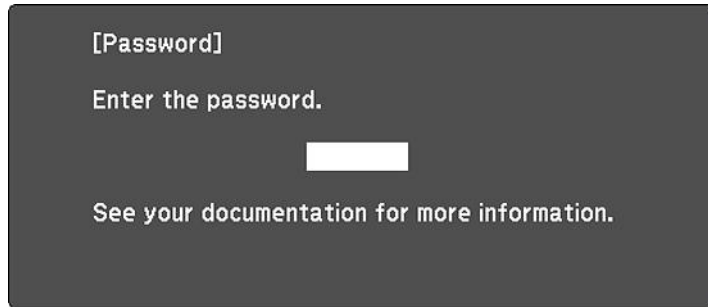 [Password]
Enter the password.
See your documentation for more information.